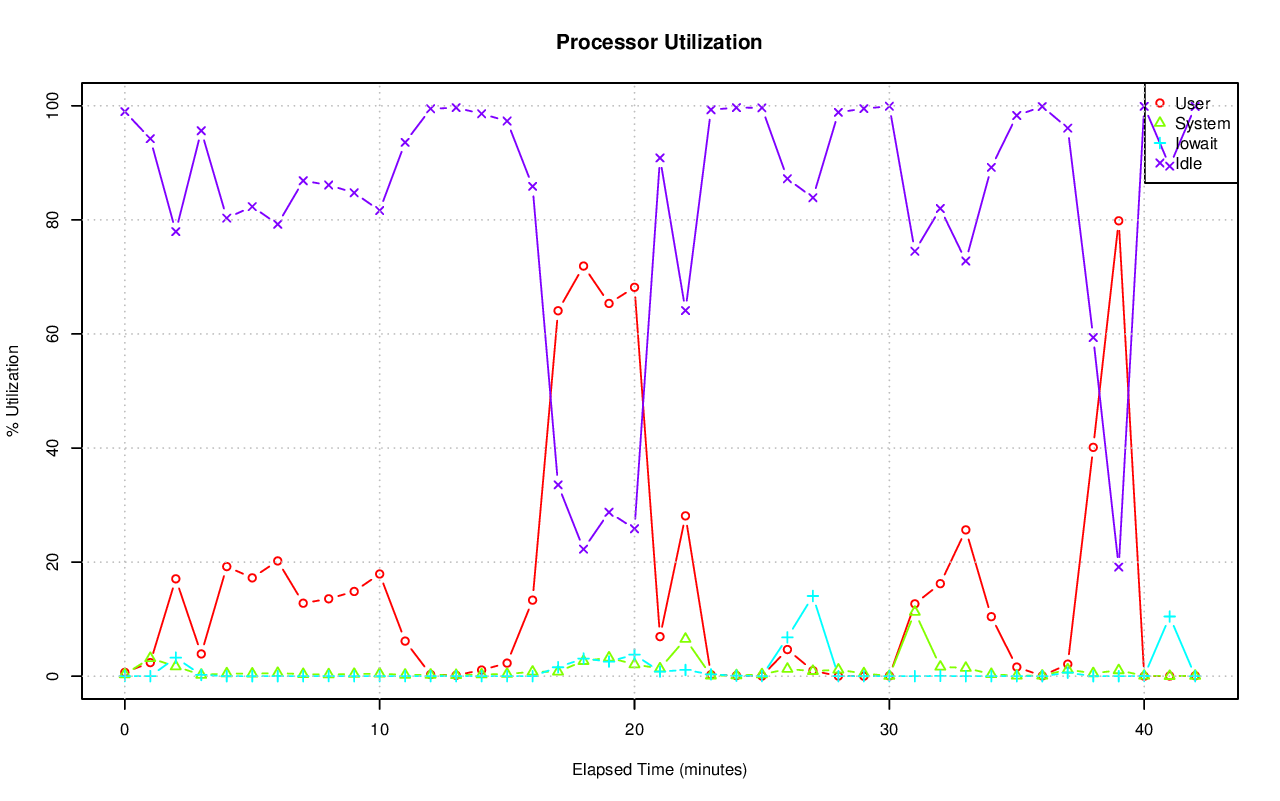 Processor Utilization
% Utilization
100
80
60
40
20
0
User
System
Iowait
Idle
0 10 20 30 40
Elapsed Time (minutes)